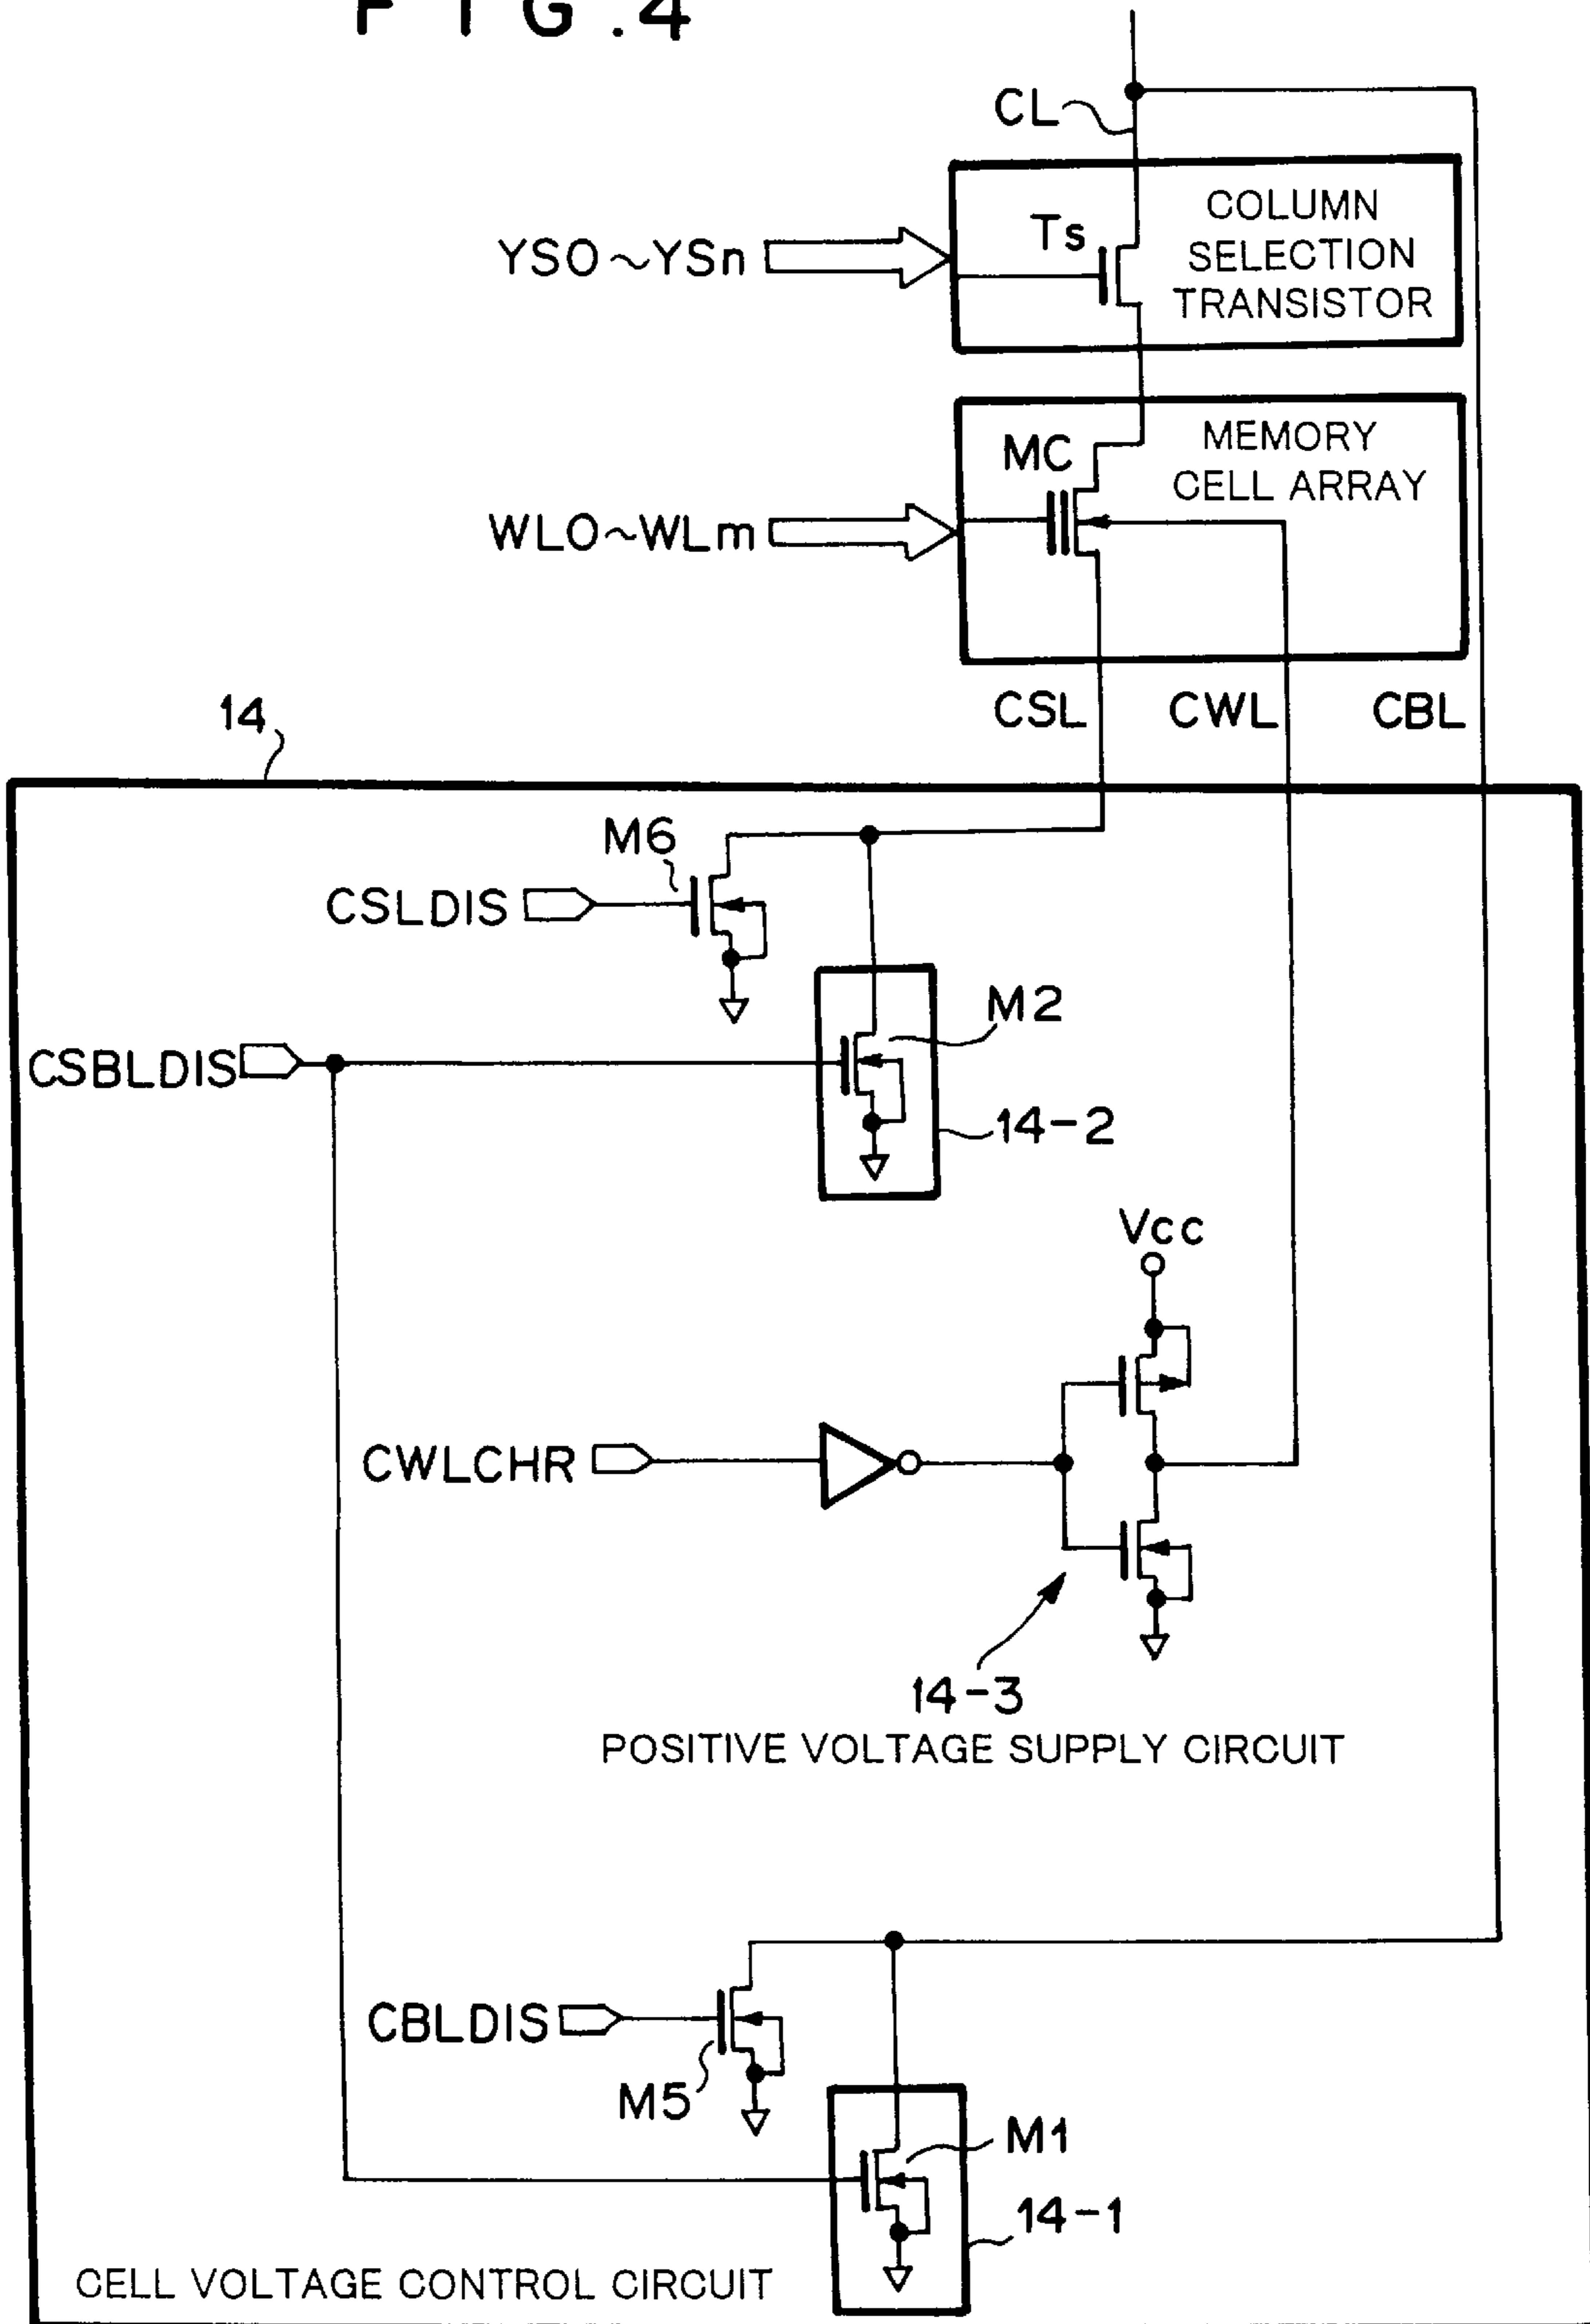 FIG.4
CL
COLUMN
SELECTION
TRANSISTOR
Ts
YS0~YSn
MEMORY
CELL ARRAY
MC
WL0~WLm
CSL
CWL
CBL
14
M6
CSLDIS
M2
CSBLDIS
14-2
Vcc
CWLCHR
14-3
POSITIVE VOLTAGE SUPPLY CIRCUIT
CBLDIS
M5
M1
14-1
CELL VOLTAGE CONTROL CIRCUIT